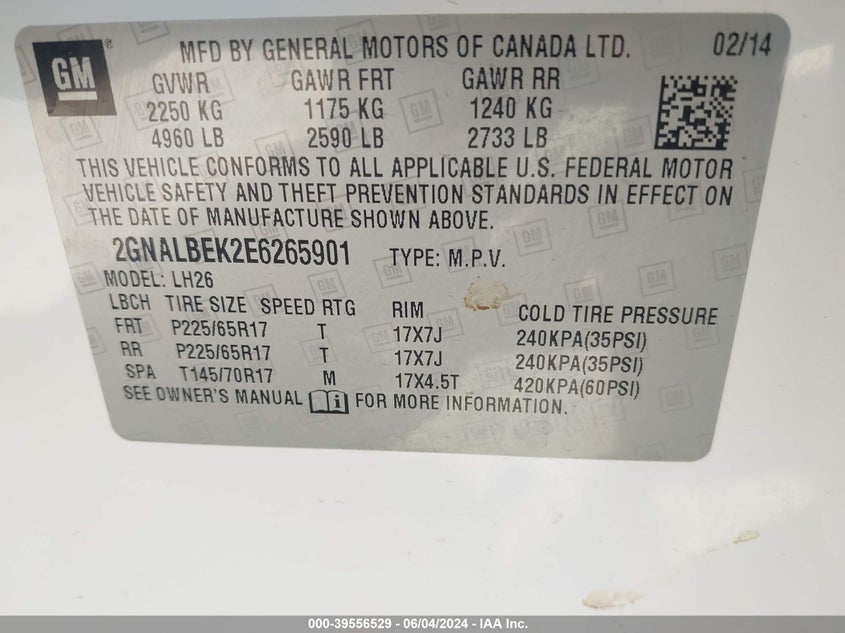 GM ® MFD BY GENERAL MOTORS OF CANADA LTD. 02/14
GVWR GAWR FRT GAWR RR
2250 KG 1175 KG 1240 KG
4960 LB 2590 LB 2733 LB
THIS VEHICLE CONFORMS TO ALL APPLICABLE U.S. FEDERAL MOTOR
VEHICLE SAFETY AND THEFT PREVENTION STANDARDS IN EFFECT ON
THE DATE OF MANUFACTURE SHOWN ABOVE.
2GNALBEK2E6265901 TYPE: M.P.V.
MODEL: LH26
LBCH TIRE SIZE SPEED RTG RIM COLD TIRE PRESSURE
FRT P225/65R17 T 17X7J 240KPA(35PSI)
RR P225/65R17 T 17X7J 240KPA(35PSI)
SPA T145/70R17 M 17X4.5T 420KPA(60PSI)
SEE OWNER'S MANUAL FOR MORE INFORMATION.
000-39556529 - 06/04/2024 - IAA Inc.